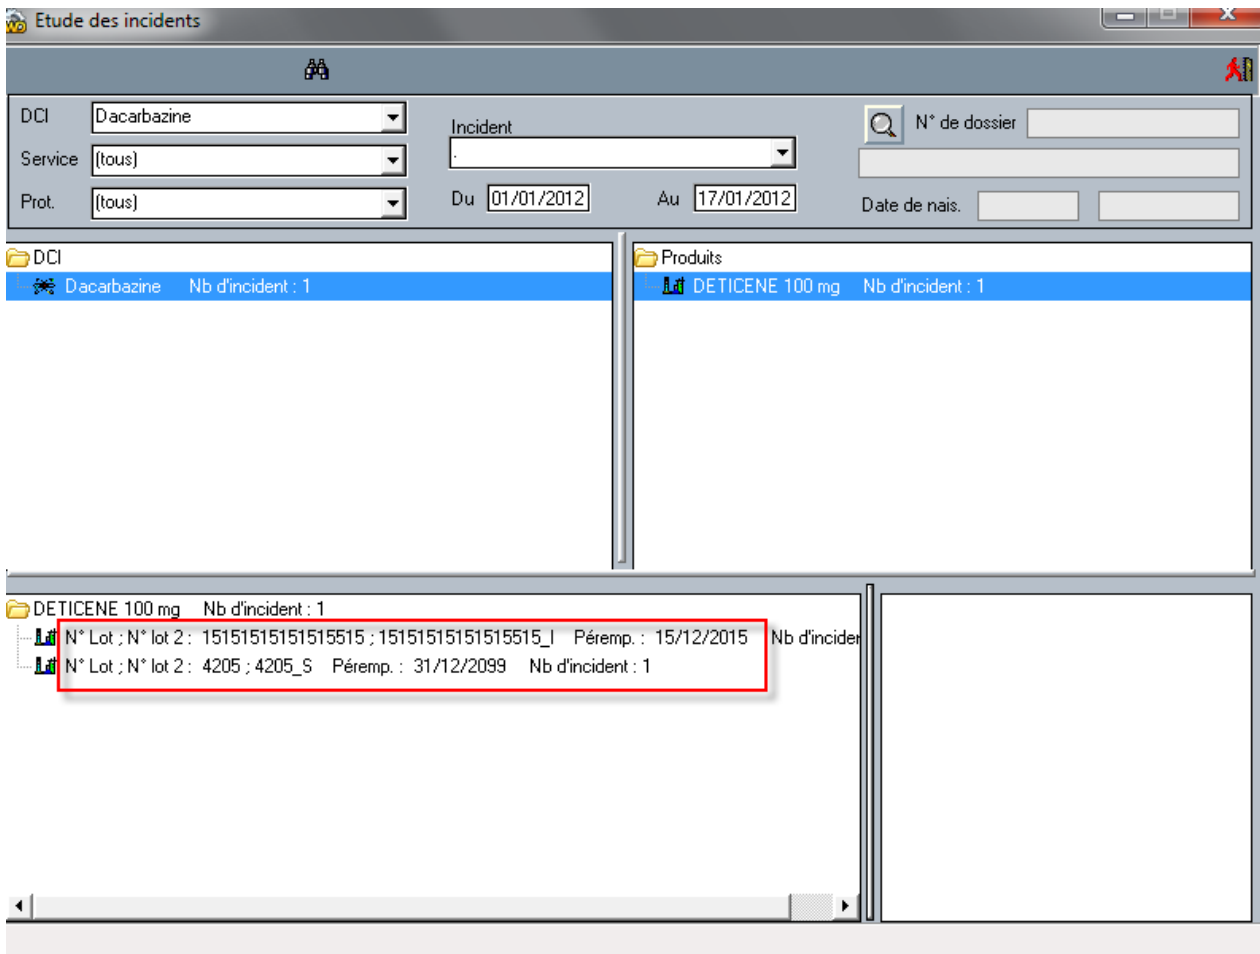 Etude des incidents
DCI Dacarbazine
Service (tous)
Prot. (tous)
Incident
.
Du 01/01/2012 Au 17/01/2012
N° de dossier
Date de nais.
DCI
Dacarbazine Nb d'incident : 1
Produits
DETICENE 100 mg Nb d'incident : 1
DETICENE 100 mg Nb d'incident : 1
N° Lot ; N° lot 2 : 15151515151515515 ; 15151515151515515_I Péremp. : 15/12/2015 Nb d'incider
N° Lot ; N° lot 2 : 4205 ; 4205_S Péremp. : 31/12/2099 Nb d'incident : 1